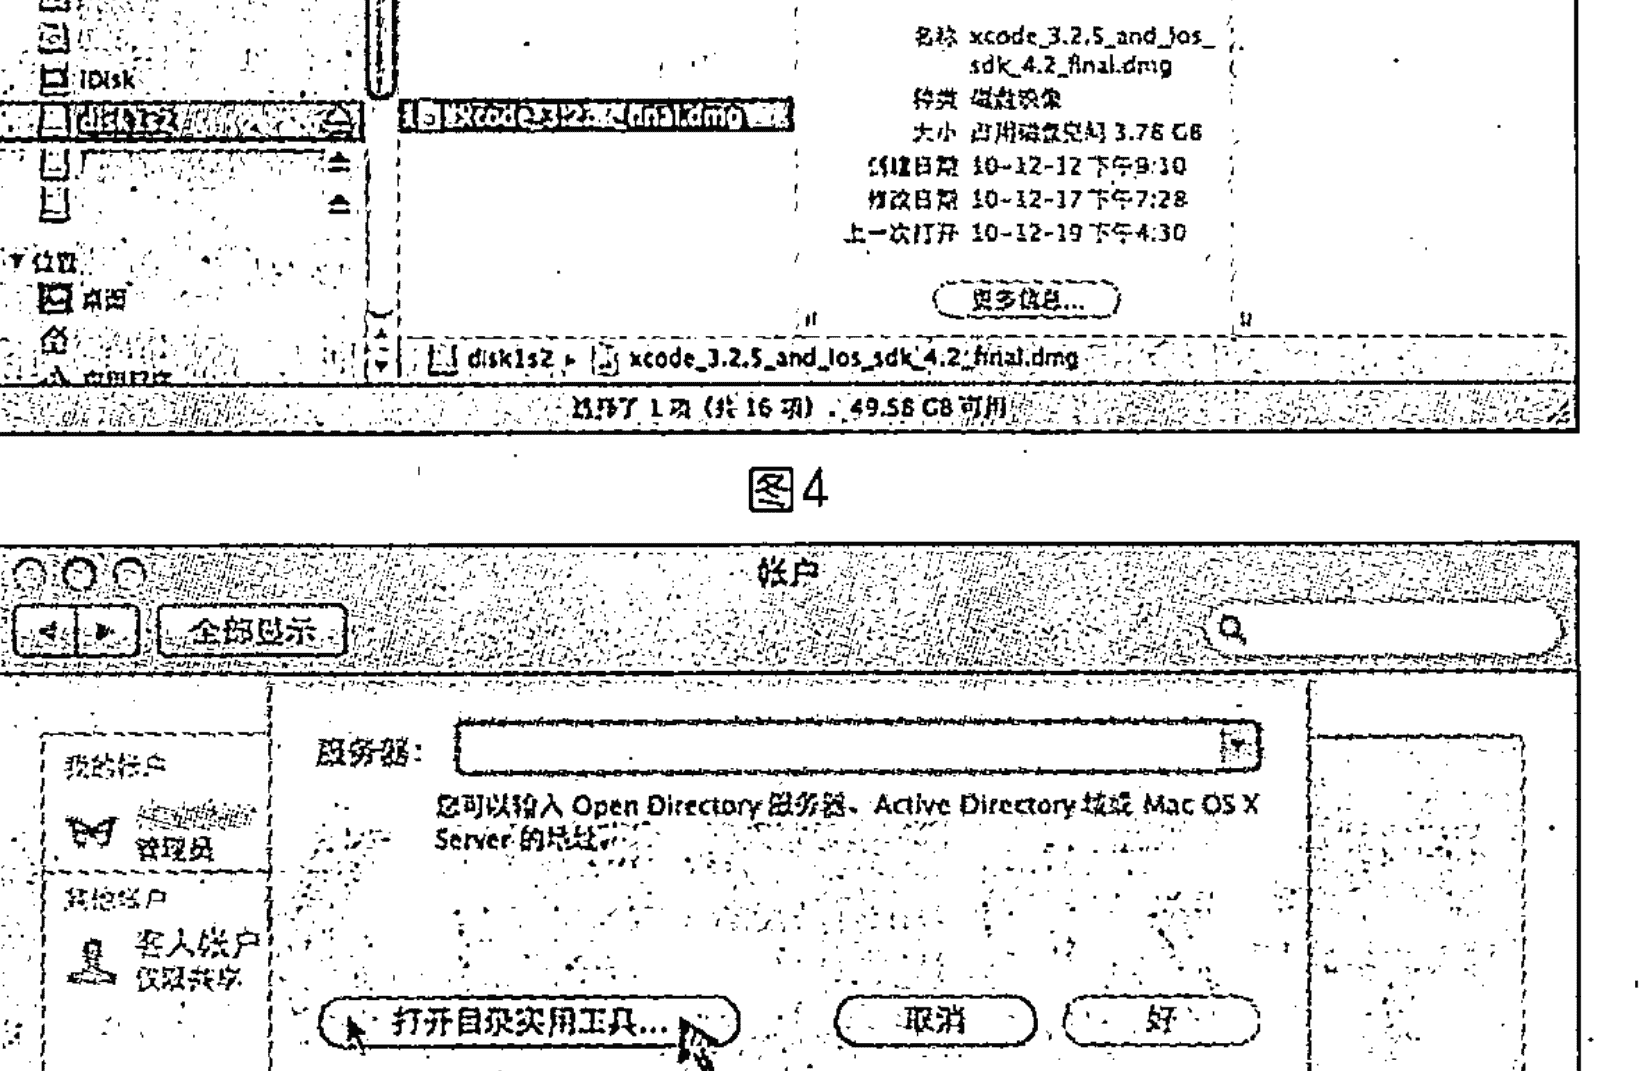 名称 xcode_3.2.5_and_ios_
sdk_4.2_final.dmg
iDisk
种类 磁盘映像
disk1s2
xcode_3.2.5_final.dmg
大小 占用磁盘空间 3.78 GB
创建日期 10-12-12 下午9:10
修改日期 10-12-17 下午7:28
上一次打开 10-12-19 下午4:30
▼位置
桌面
更多信息...
disk1s2 ▸ xcode_3.2.5_and_ios_sdk_4.2_final.dmg
应用程序
选择了 1 项（共 16 项）, 49.58 GB 可用
图4
帐户
全部显示
服务器:
我的帐户
您可以输入 Open Directory 服务器、Active Directory 域或 Mac OS X
Server 的地址。
管理员
其他帐户
客人帐户
仅限共享
打开目录实用工具...
取消
好